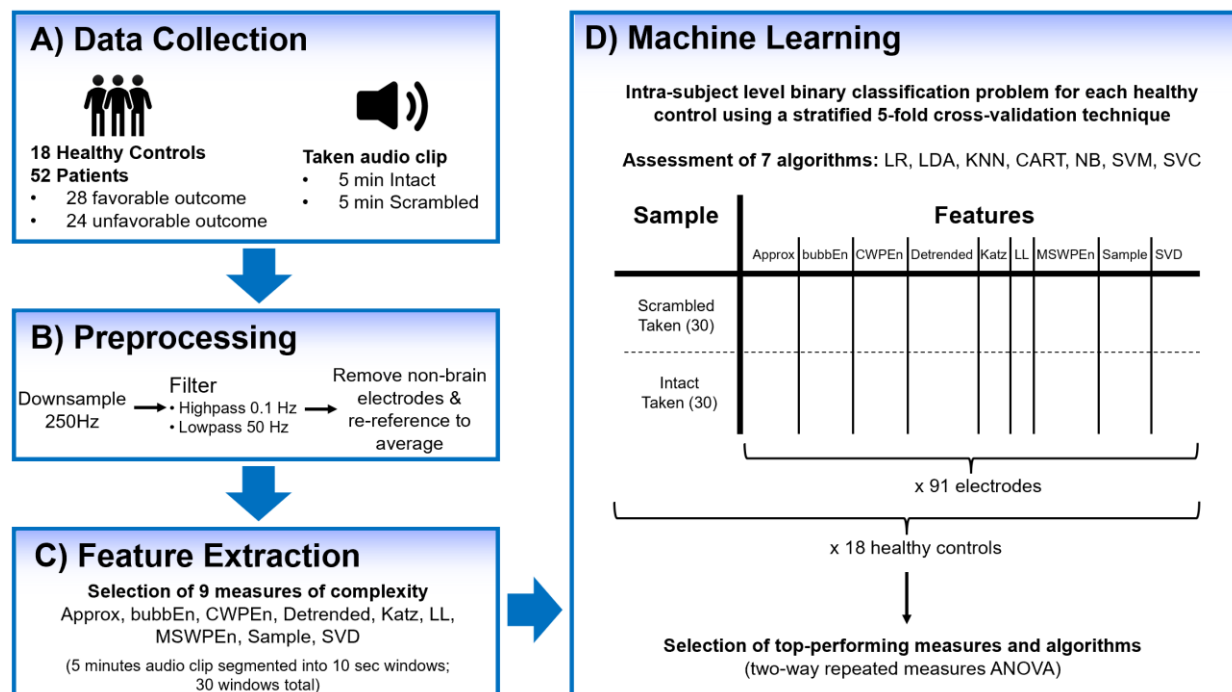 A) Data Collection
18 Healthy Controls
52 Patients
• 28 favorable outcome
• 24 unfavorable outcome
Taken audio clip
• 5 min Intact
• 5 min Scrambled
B) Preprocessing
Downsample
250Hz
Filter
• Highpass 0.1 Hz
• Lowpass 50 Hz
Remove non-brain
electrodes &
re-reference to
average
C) Feature Extraction
Selection of 9 measures of complexity
Approx, bubbEn, CWPEn, Detrended, Katz, LL,
MSWPEn, Sample, SVD
(5 minutes audio clip segmented into 10 sec windows;
30 windows total)
D) Machine Learning
Intra-subject level binary classification problem for each healthy
control using a stratified 5-fold cross-validation technique
Assessment of 7 algorithms: LR, LDA, KNN, CART, NB, SVM, SVC
Sample Features
Approx bubbEn CWPEn Detrended Katz LL MSWPEn Sample SVD
Scrambled
Taken (30)
Intact
Taken (30)
x 91 electrodes
x 18 healthy controls
Selection of top-performing measures and algorithms
(two-way repeated measures ANOVA)